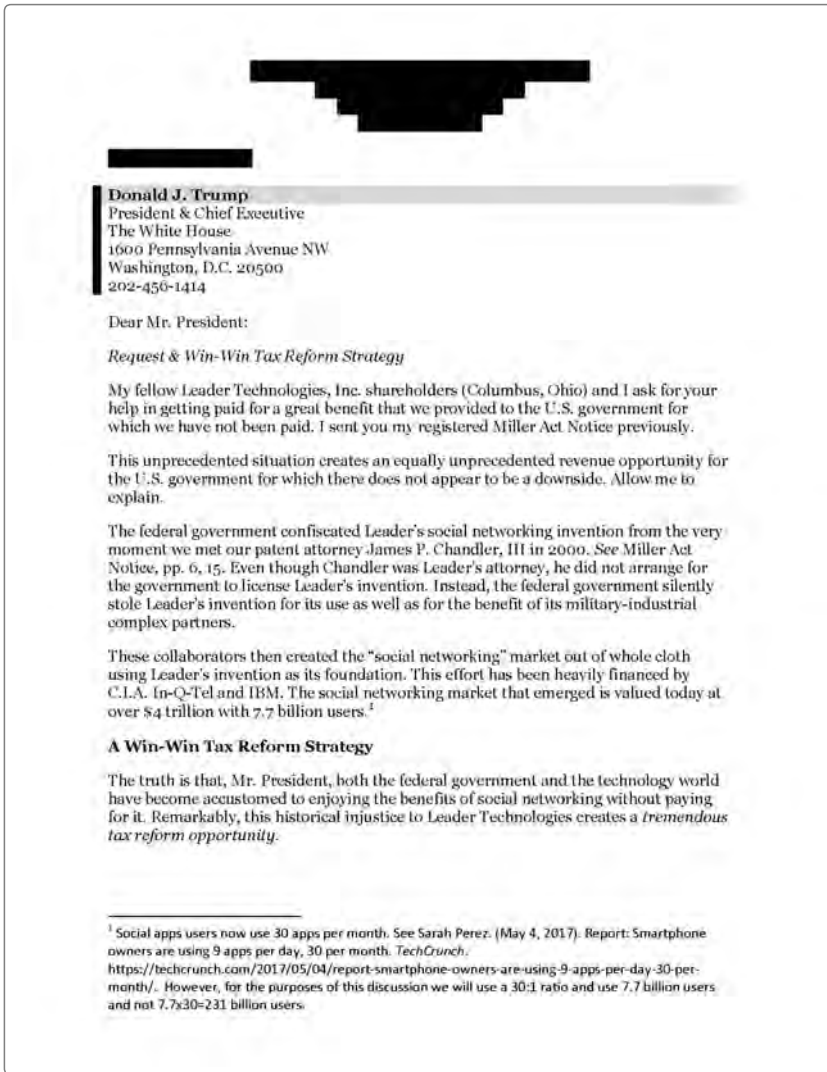 Donald J. Trump
President & Chief Executive
The White House
1600 Pennsylvania Avenue NW
Washington, D.C. 20500
202-456-1414
Dear Mr. President:
Request & Win-Win Tax Reform Strategy
My fellow Leader Technologies, Inc. shareholders (Columbus, Ohio) and I ask for your
help in getting paid for a great benefit that we provided to the U.S. government for
which we have not been paid. I sent you my registered Miller Act Notice previously.
This unprecedented situation creates an equally unprecedented revenue opportunity for
the U.S. government for which there does not appear to be a downside. Allow me to
explain.
The federal government confiscated Leader's social networking invention from the very
moment we met our patent attorney James P. Chandler, III in 2000. See Miller Act
Notice, pp. 6, 15. Even though Chandler was Leader's attorney, he did not arrange for
the government to license Leader's invention. Instead, the federal government silently
stole Leader's invention for its use as well as for the benefit of its military-industrial
complex partners.
These collaborators then created the "social networking" market out of whole cloth
using Leader's invention as its foundation. This effort has been heavily financed by
C.I.A. In-Q-Tel and IBM. The social networking market that emerged is valued today at
over $4 trillion with 7.7 billion users.¹
A Win-Win Tax Reform Strategy
The truth is that, Mr. President, both the federal government and the technology world
have become accustomed to enjoying the benefits of social networking without paying
for it. Remarkably, this historical injustice to Leader Technologies creates a tremendous
tax reform opportunity.
¹ Social apps users now use 30 apps per month. See Sarah Perez. (May 4, 2017). Report: Smartphone
owners are using 9 apps per day, 30 per month. TechCrunch.
https://techcrunch.com/2017/05/04/report-smartphone-owners-are-using-9-apps-per-day-30-per-
month/. However, for the purposes of this discussion we will use a 30:1 ratio and use 7.7 billion users
and not 7.7x30=231 billion users.